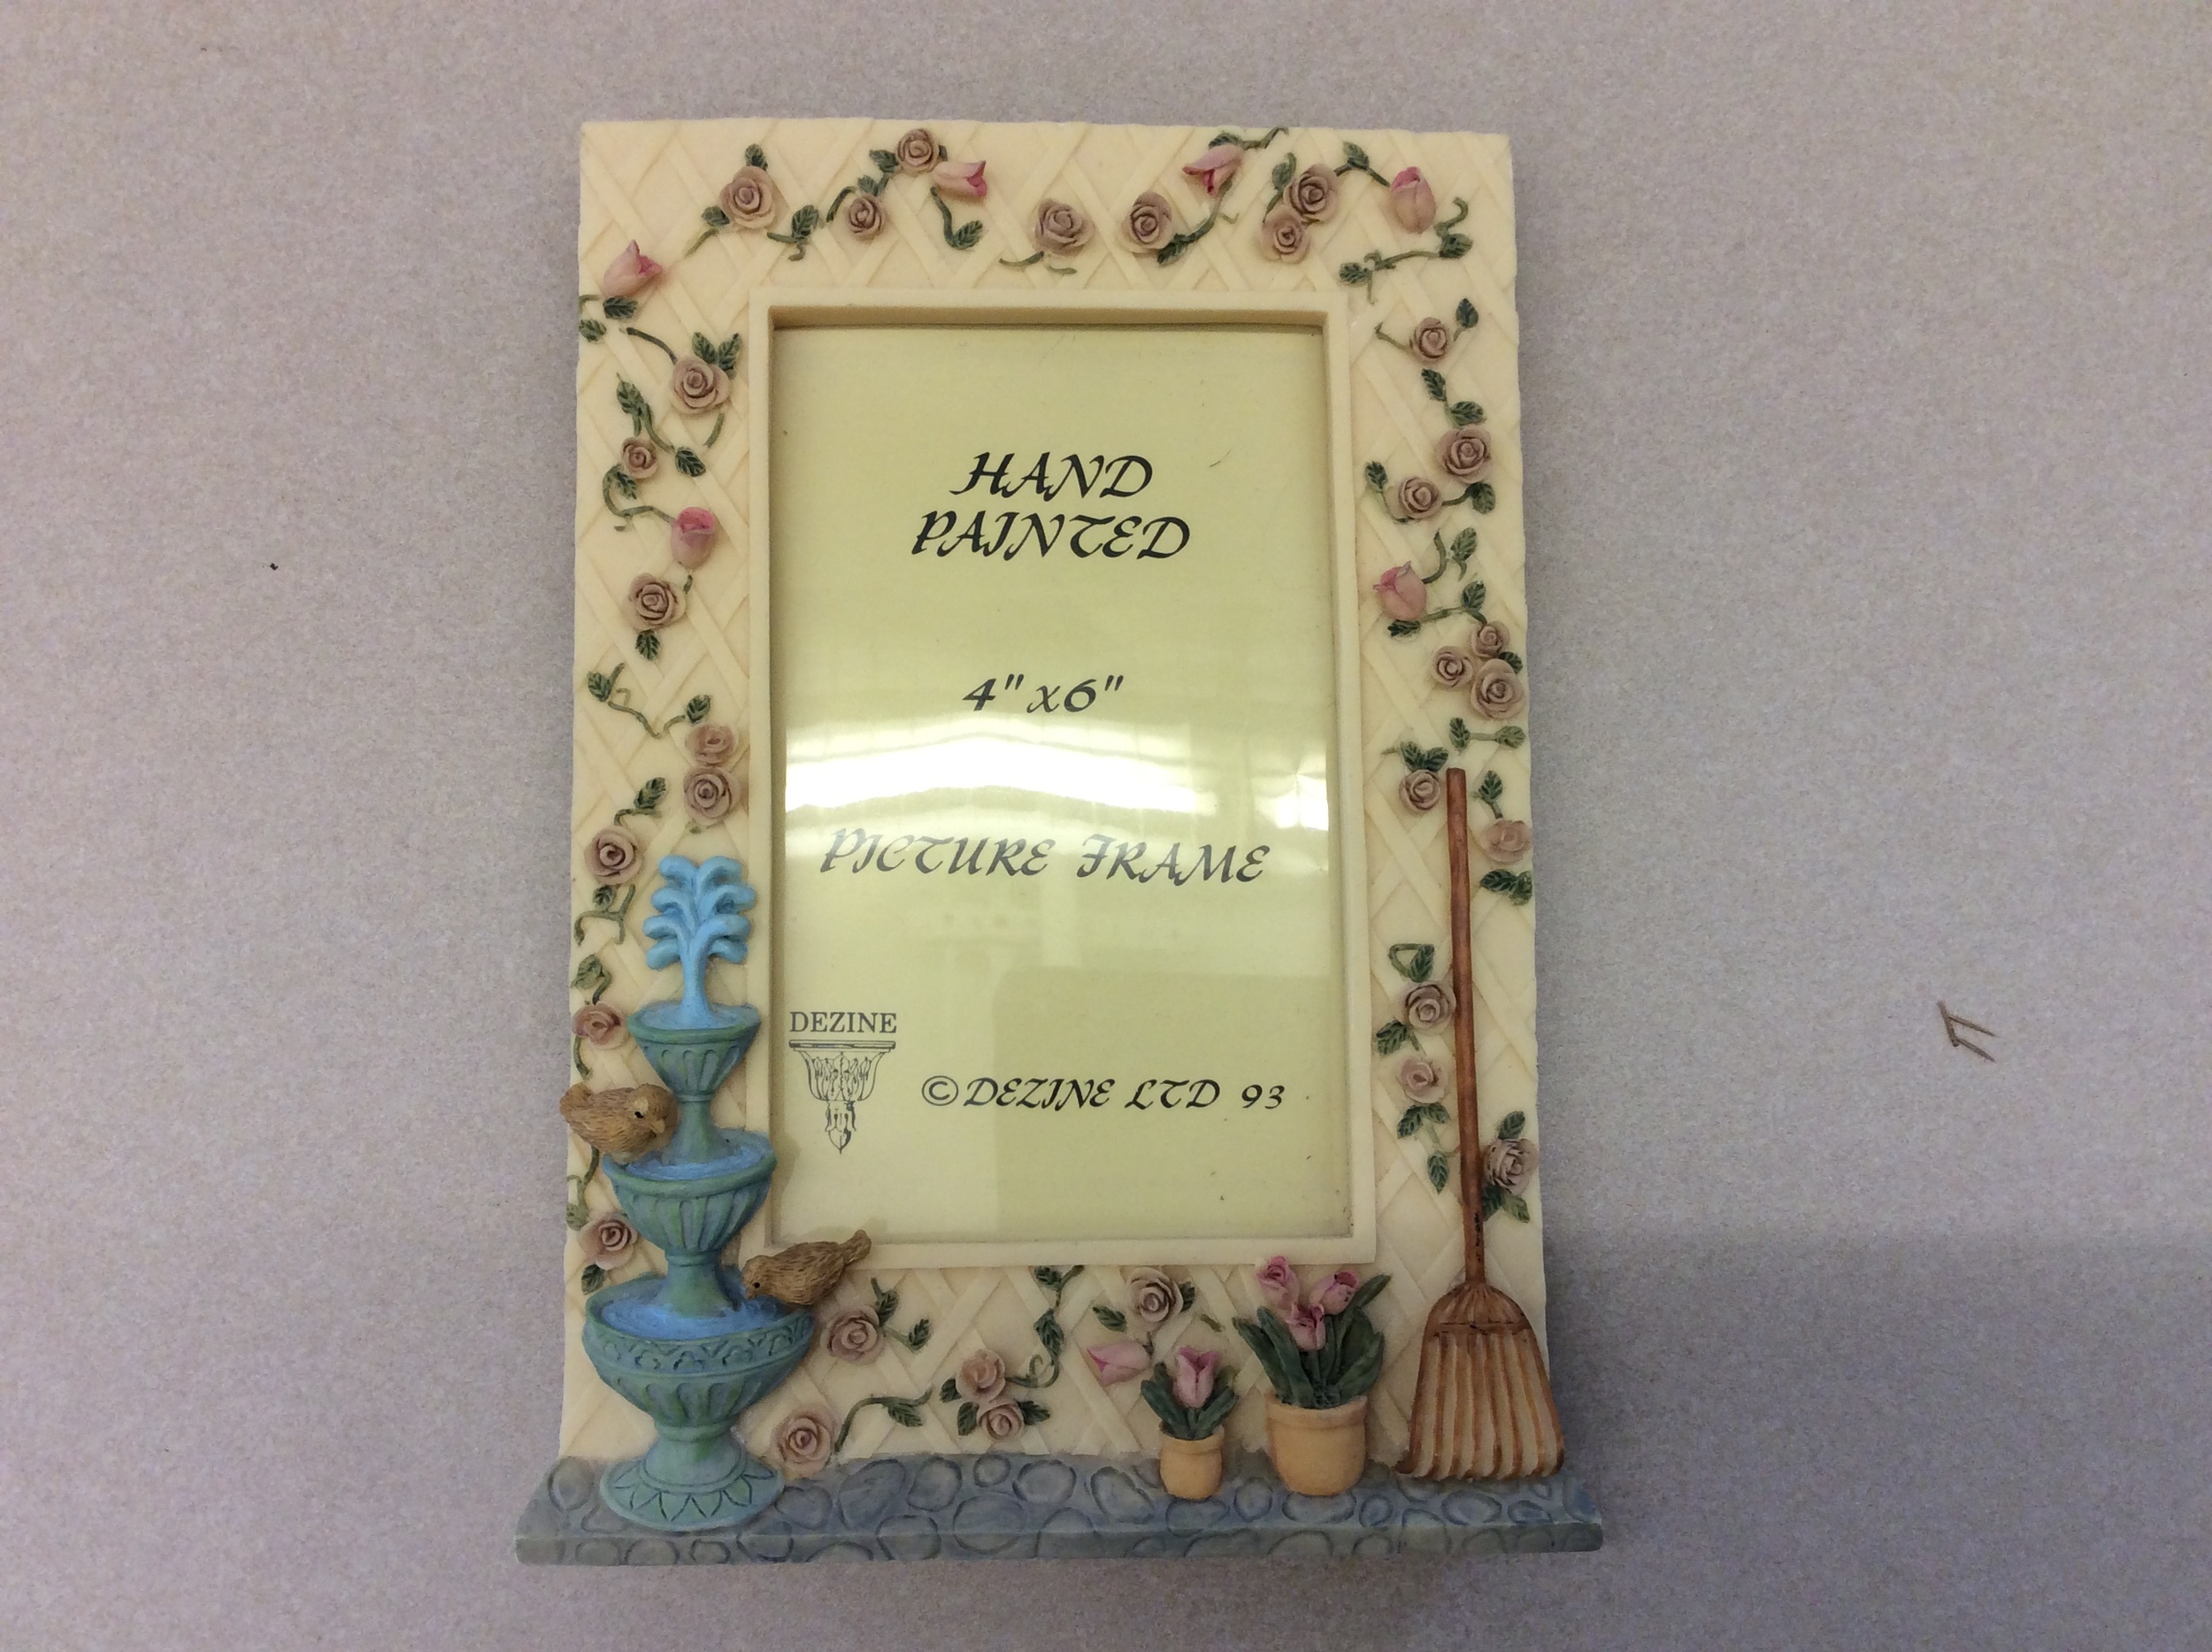 HAND
PAINTED
4" x6"
PICTURE FRAME
DEZINE
©DEZINE LTD 93